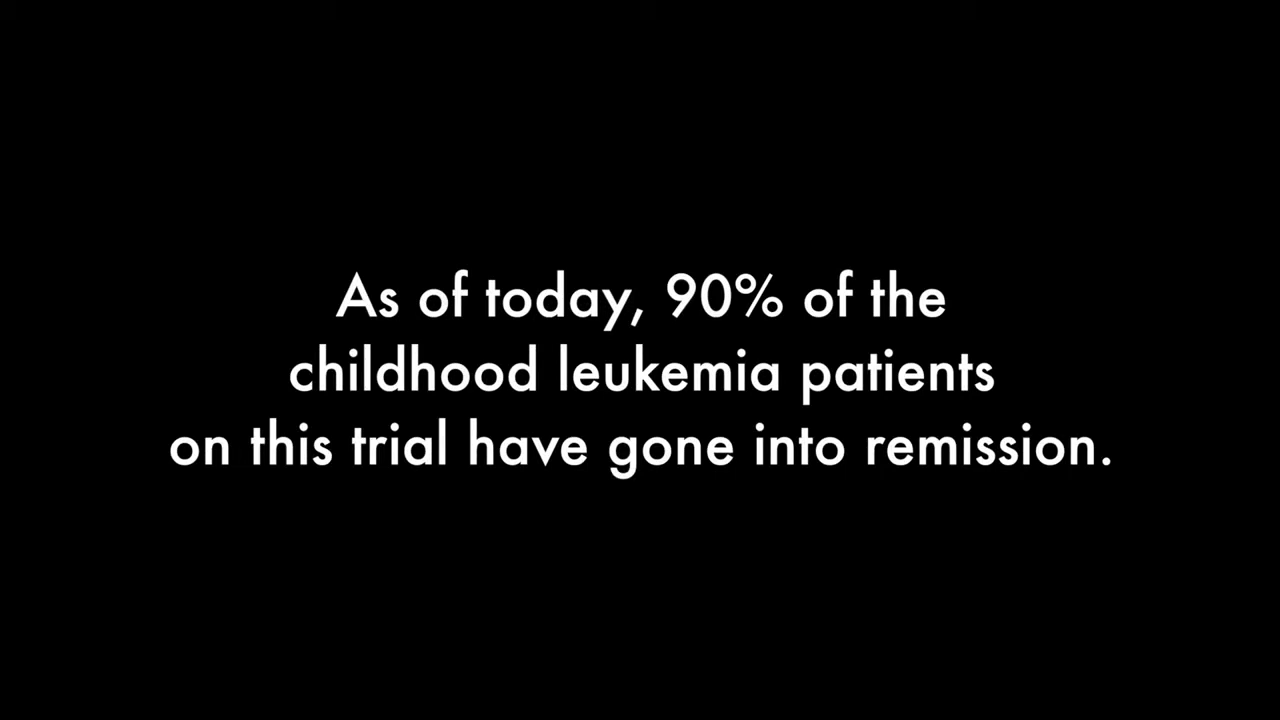 As of today, 90% of the
childhood leukemia patients
on this trial have gone into remission.